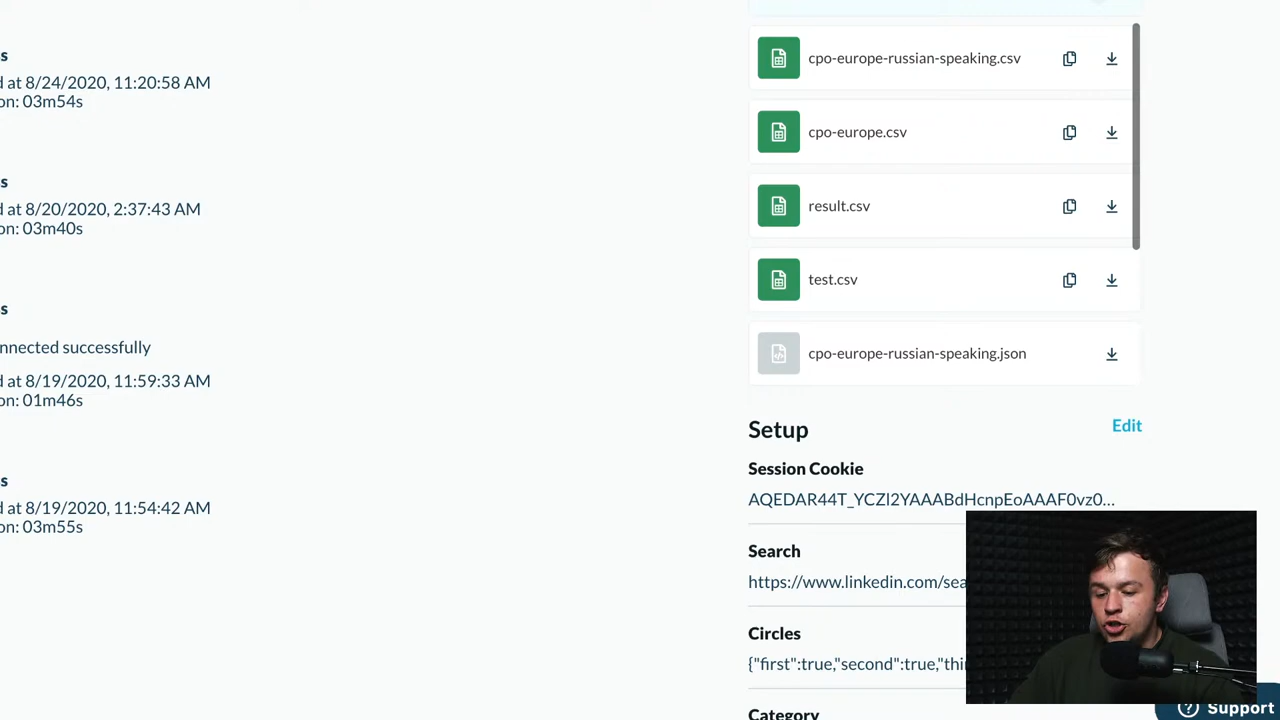 s
d at 8/24/2020, 11:20:58 AM
on: 03m54s
s
d at 8/20/2020, 2:37:43 AM
on: 03m40s
s
nnected successfully
d at 8/19/2020, 11:59:33 AM
on: 01m46s
s
d at 8/19/2020, 11:54:42 AM
on: 03m55s
cpo-europe-russian-speaking.csv
cpo-europe.csv
result.csv
test.csv
cpo-europe-russian-speaking.json
Setup
Edit
Session Cookie
AQEDAR44T_YCZl2YAAABdHcnpEoAAAF0vz0...
Search
https://www.linkedin.com/sea
Circles
{"first":true,"second":true,"thi
Category
? Support